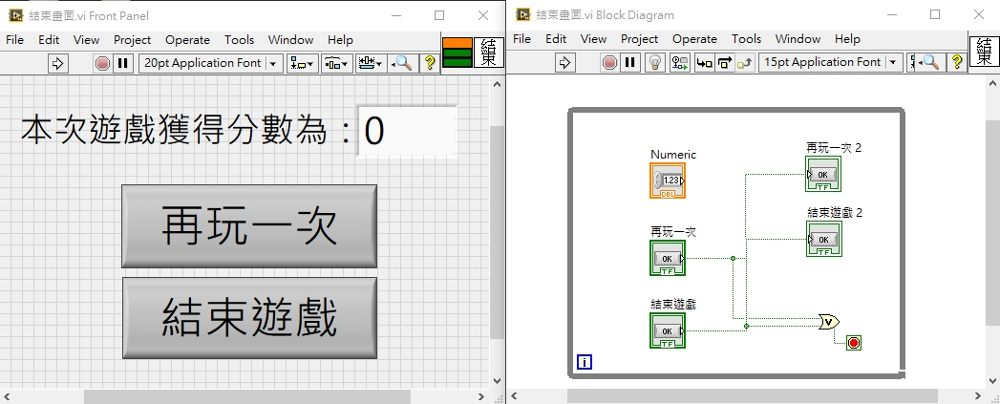 結束畫面.vi Front Panel
File Edit View Project Operate Tools Window Help
20pt Application Font
結束
本次遊戲獲得分數為：0
再玩一次
結束遊戲
結束畫面.vi Block Diagram
File Edit View Project Operate Tools Window Help
15pt Application Font
結束
Numeric
1.23
DBL
再玩一次 2
OK
TF
結束遊戲 2
OK
TF
再玩一次
OK
TF
結束遊戲
OK
TF
V
i